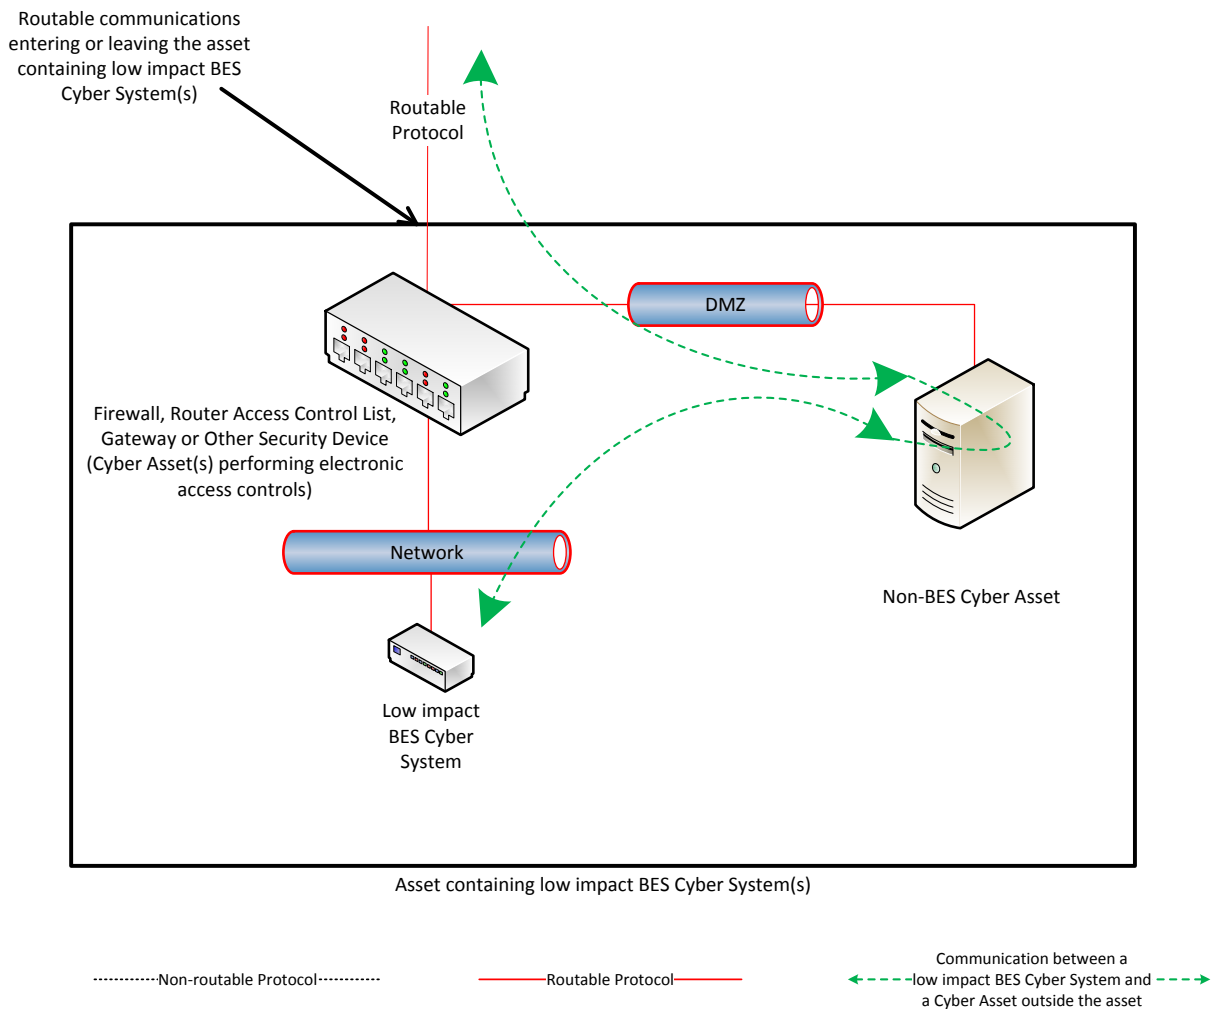 Routable communications
entering or leaving the asset
containing low impact BES
Cyber System(s)
Routable
Protocol
DMZ
Firewall, Router Access Control List,
Gateway or Other Security Device
(Cyber Asset(s) performing electronic
access controls)
Network
Non-BES Cyber Asset
Low impact
BES Cyber
System
Asset containing low impact BES Cyber System(s)
Non-routable Protocol
Routable Protocol
Communication between a
low impact BES Cyber System and
a Cyber Asset outside the asset